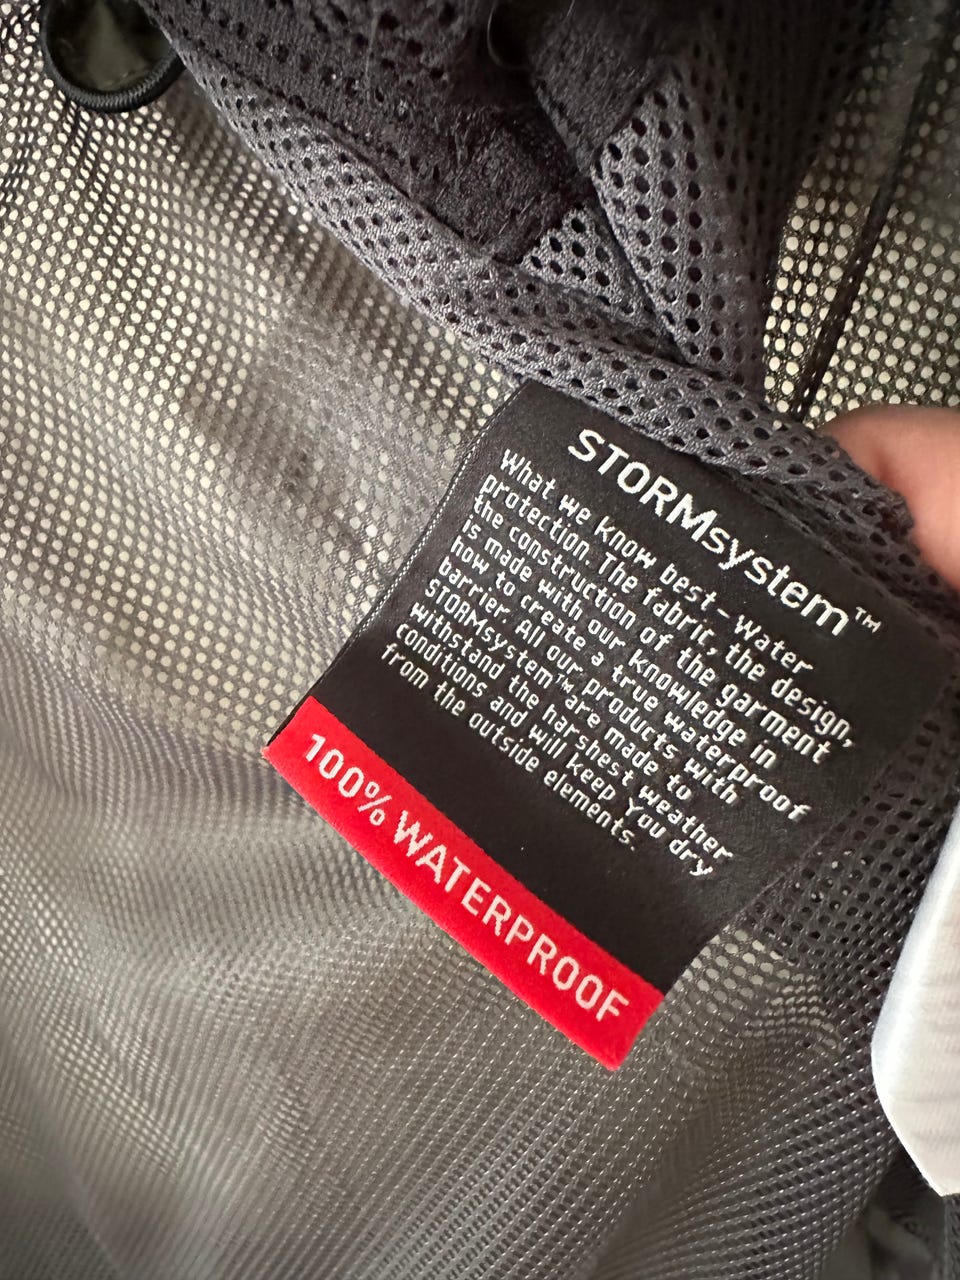 STORMsystem™
What we know best- water
protection. The fabric, the design,
the construction of the garment
is made with our knowledge in
how to create a true waterproof
barrier. All our products with
STORMsystem™ are made to
withstand the harshest weather
conditions and will keep you dry
from the outside elements.
100% WATERPROOF